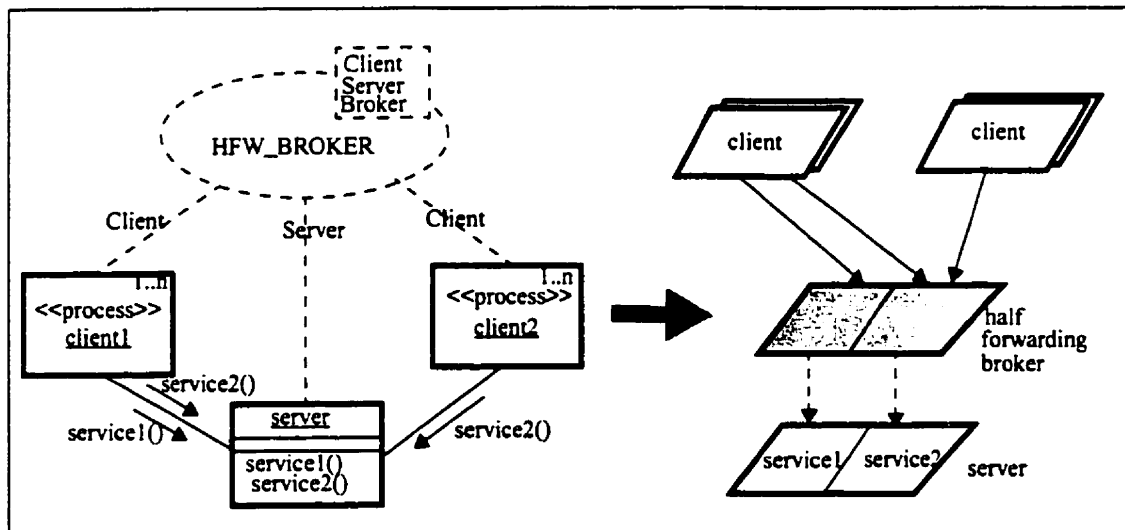 Client
Server
Broker
HFW_BROKER
Client
Server
Client
1..n
<<process>>
client1
1..n
<<process>>
client2
service2()
service1()
service2()
server
service1()
service2()
client
client
half
forwarding
broker
service1
service2
server